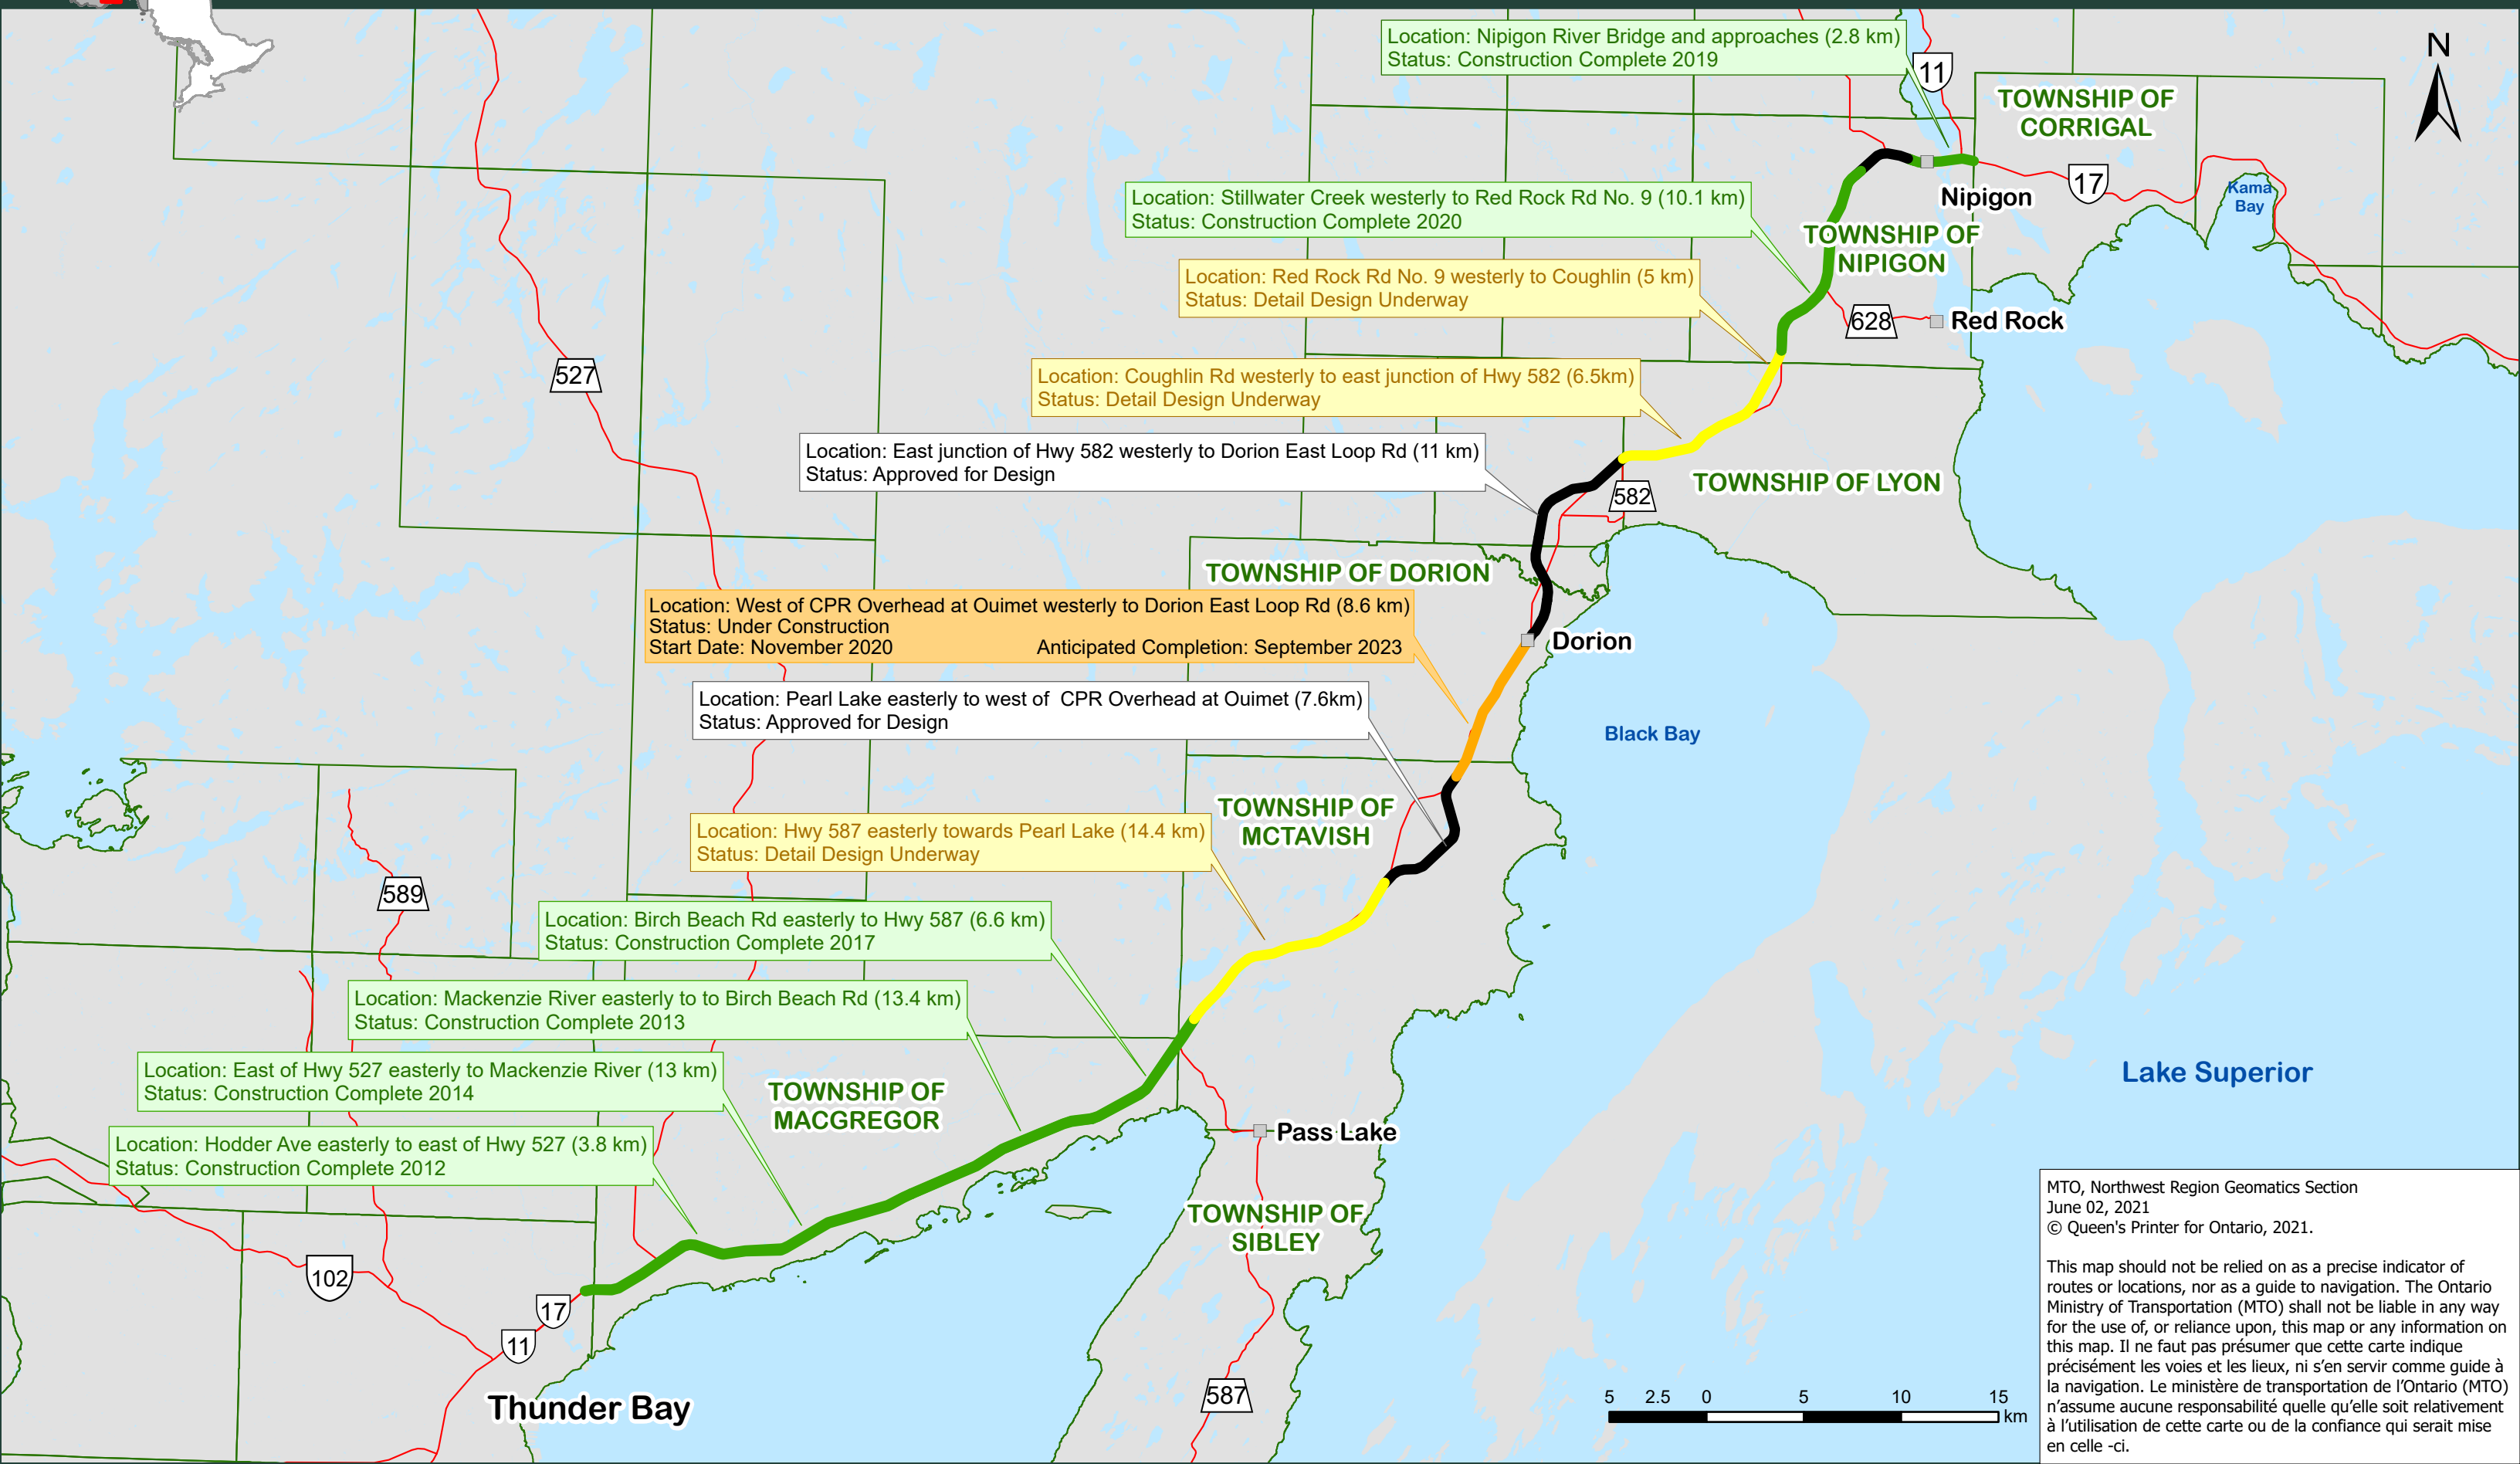 Location: Nipigon River Bridge and approaches (2.8 km)
Status: Construction Complete 2019
N
11
TOWNSHIP OF
CORRIGAL
17
Kama
Bay
Nipigon
Location: Stillwater Creek westerly to Red Rock Rd No. 9 (10.1 km)
Status: Construction Complete 2020
TOWNSHIP OF
NIPIGON
Location: Red Rock Rd No. 9 westerly to Coughlin (5 km)
Status: Detail Design Underway
628
Red Rock
527
Location: Coughlin Rd westerly to east junction of Hwy 582 (6.5km)
Status: Detail Design Underway
Location: East junction of Hwy 582 westerly to Dorion East Loop Rd (11 km)
Status: Approved for Design
582
TOWNSHIP OF LYON
TOWNSHIP OF DORION
Location: West of CPR Overhead at Ouimet westerly to Dorion East Loop Rd (8.6 km)
Status: Under Construction
Start Date: November 2020 Anticipated Completion: September 2023
Dorion
Location: Pearl Lake easterly to west of  CPR Overhead at Ouimet (7.6km)
Status: Approved for Design
Black Bay
TOWNSHIP OF
MCTAVISH
Location: Hwy 587 easterly towards Pearl Lake (14.4 km)
Status: Detail Design Underway
589
Location: Birch Beach Rd easterly to Hwy 587 (6.6 km)
Status: Construction Complete 2017
Location: Mackenzie River easterly to to Birch Beach Rd (13.4 km)
Status: Construction Complete 2013
Location: East of Hwy 527 easterly to Mackenzie River (13 km)
Status: Construction Complete 2014
TOWNSHIP OF
MACGREGOR
Lake Superior
Location: Hodder Ave easterly to east of Hwy 527 (3.8 km)
Status: Construction Complete 2012
Pass Lake
TOWNSHIP OF
SIBLEY
102
17
11
Thunder Bay
587
5 2.5 0 5 10 15
km
MTO, Northwest Region Geomatics Section
June 02, 2021
© Queen's Printer for Ontario, 2021.
This map should not be relied on as a precise indicator of
routes or locations, nor as a guide to navigation. The Ontario
Ministry of Transportation (MTO) shall not be liable in any way
for the use of, or reliance upon, this map or any information on
this map. Il ne faut pas présumer que cette carte indique
précisément les voies et les lieux, ni s’en servir comme guide à
la navigation. Le ministère de transportation de l’Ontario (MTO)
n’assume aucune responsabilité quelle qu’elle soit relativement
à l’utilisation de cette carte ou de la confiance qui serait mise
en celle -ci.